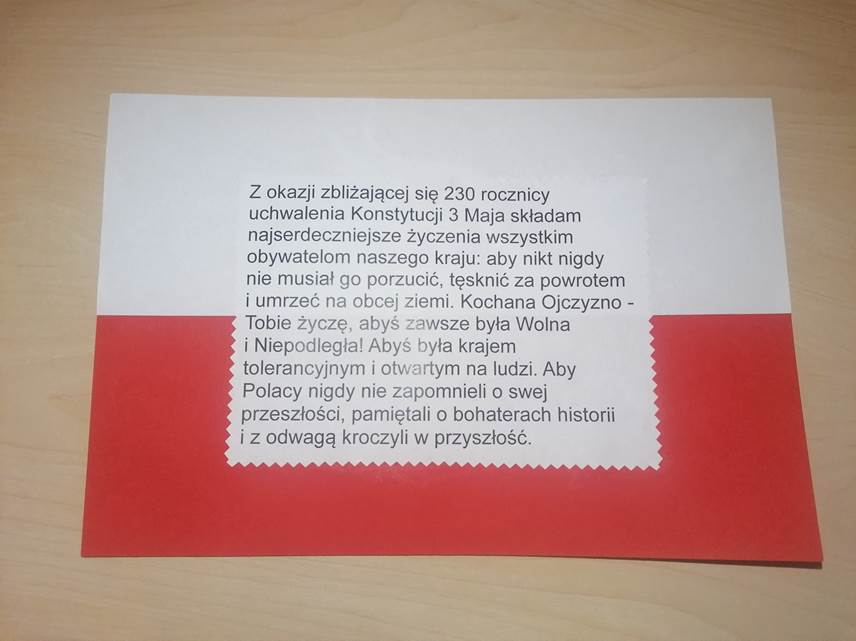 Z okazji zbliżającej się 230 rocznicy
uchwalenia Konstytucji 3 Maja składam
najserdeczniejsze życzenia wszystkim
obywatelom naszego kraju: aby nikt nigdy
nie musiał go porzucić, tęsknić za powrotem
i umrzeć na obcej ziemi. Kochana Ojczyzno -
Tobie życzę, abyś zawsze była Wolna
i Niepodległa! Abyś była krajem
tolerancyjnym i otwartym na ludzi. Aby
Polacy nigdy nie zapomnieli o swej
przeszłości, pamiętali o bohaterach historii
i z odwagą kroczyli w przyszłość.